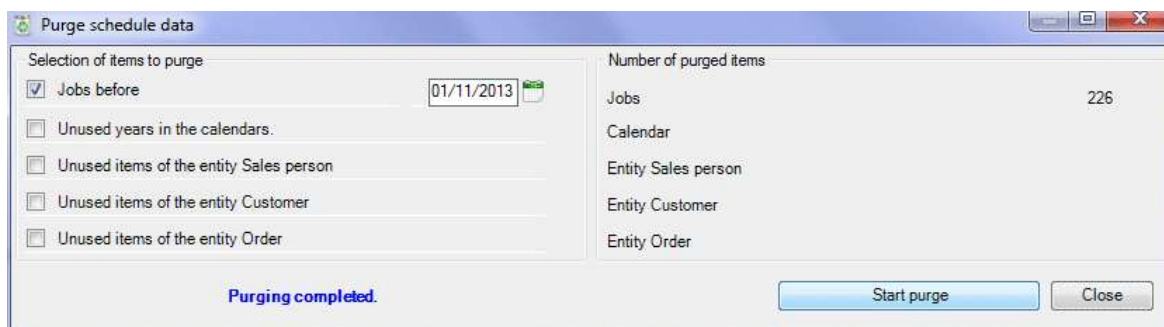 Purge schedule data
Selection of items to purge
Number of purged items
Jobs before 01/11/2013
Jobs 226
Unused years in the calendars.
Calendar
Unused items of the entity Sales person
Entity Sales person
Unused items of the entity Customer
Entity Customer
Unused items of the entity Order
Entity Order
Purging completed.
Start purge
Close